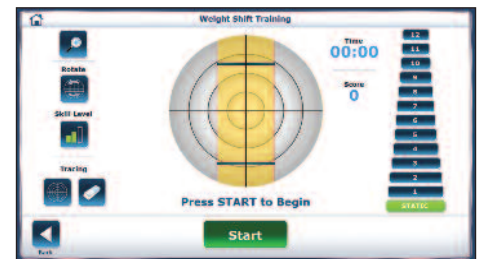 Weight Shift Training
Time
00:00
Score
0
Rotate
Skill Level
Tracing
12
11
10
9
8
7
6
5
4
3
2
1
STATIC
Press START to Begin
Start
Back